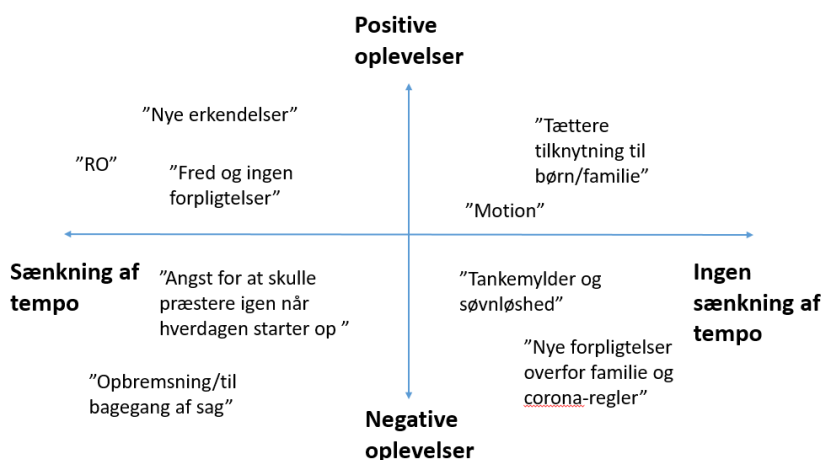 Positive
oplevelser
”Nye erkendelser”
”Tættere
tilknytning til
børn/familie”
”RO”
”Fred og ingen
forpligtelser”
”Motion”
Sænkning af
tempo
”Angst for at skulle
præstere igen når
hverdagen starter op ”
”Tankemylder og
søvnløshed”
Ingen
sænkning af
tempo
”Opbremsning/til
bagegang af sag”
”Nye forpligtelser
overfor familie og
corona-regler”
Negative
oplevelser